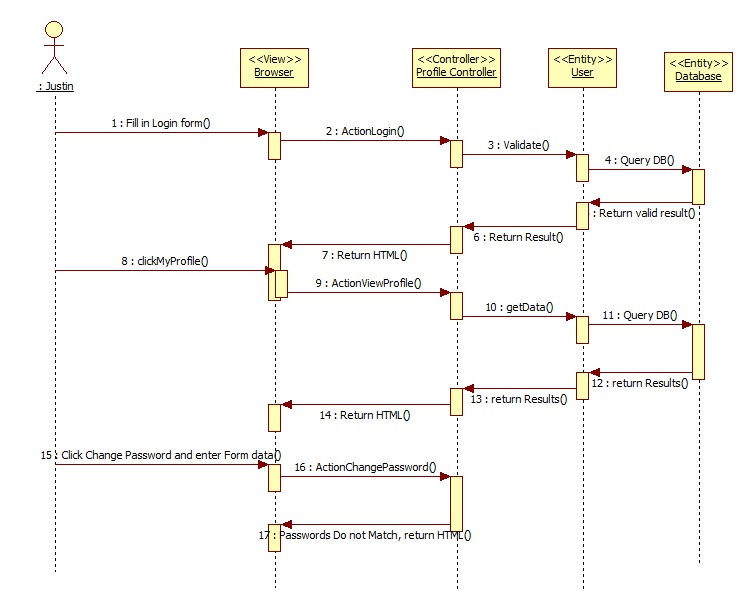 <<View>>
Browser
<<Controller>>
Profile Controller
<<Entity>>
User
<<Entity>>
Database
: Justin
1 : Fill in Login form()
2 : ActionLogin()
3 : Validate()
4 : Query DB()
: Return valid result()
6 : Return Result()
7 : Return HTML()
8 : clickMyProfile()
9 : ActionViewProfile()
10 : getData()
11 : Query DB()
12 : return Results()
13 : return Results()
14 : Return HTML()
15 : Click Change Password and enter Form data()
16 : ActionChangePassword()
17 : Passwords Do not Match, return HTML()